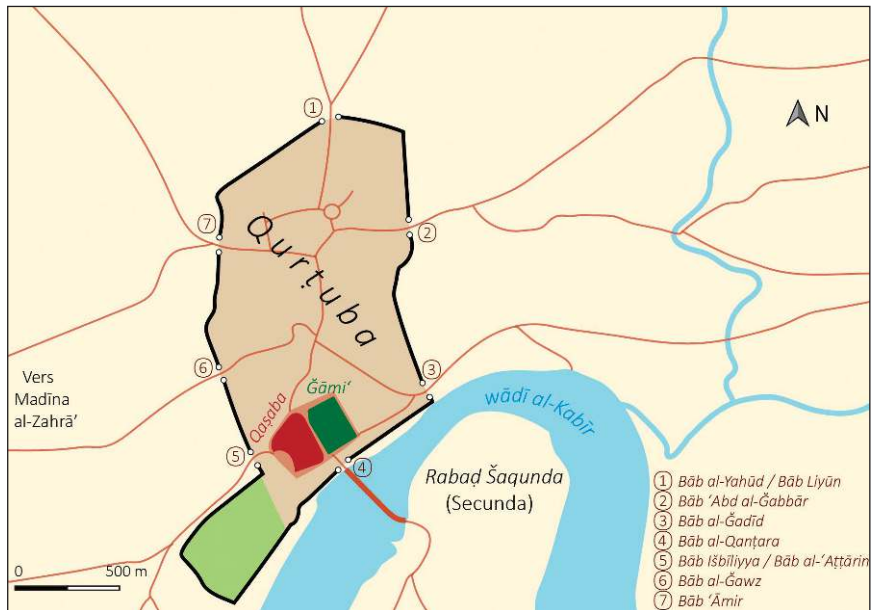 ①
N
⑦
②
Qurṭuba
⑥
③
Vers
Madīna
al-Zahrā’
Ǧāmi‘
Qaṣaba
wādī al-Kabīr
⑤
④
Rabaḍ Šaqunda
(Secunda)
0 500 m
① Bāb al-Yahūd / Bāb Liyūn
② Bāb ‘Abd al-Ǧabbār
③ Bāb al-Ǧadīd
④ Bāb al-Qanṭara
⑤ Bāb Išbīliyya / Bāb al-‘Aṭṭārin
⑥ Bāb al-Ǧawz
⑦ Bāb ‘Āmir